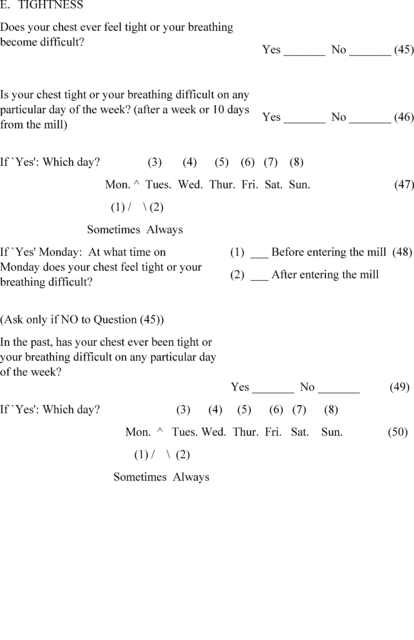 E. TIGHTNESS
Does your chest ever feel tight or your breathing
become difficult?
Yes _______ No _______ (45)
Is your chest tight or your breathing difficult on any
particular day of the week? (after a week or 10 days
from the mill)
Yes _______ No _______ (46)
If `Yes': Which day? (3) (4) (5) (6) (7) (8)
Mon. ^ Tues. Wed. Thur. Fri. Sat. Sun. (47)
(1) / \ (2)
Sometimes Always
If `Yes' Monday: At what time on
Monday does your chest feel tight or your
breathing difficult?
(1) ___ Before entering the mill (48)
(2) ___ After entering the mill
(Ask only if NO to Question (45))
In the past, has your chest ever been tight or
your breathing difficult on any particular day
of the week?
Yes _______ No _______ (49)
If `Yes': Which day? (3) (4) (5) (6) (7) (8)
Mon. ^ Tues. Wed. Thur. Fri. Sat. Sun. (50)
(1) / \ (2)
Sometimes Always